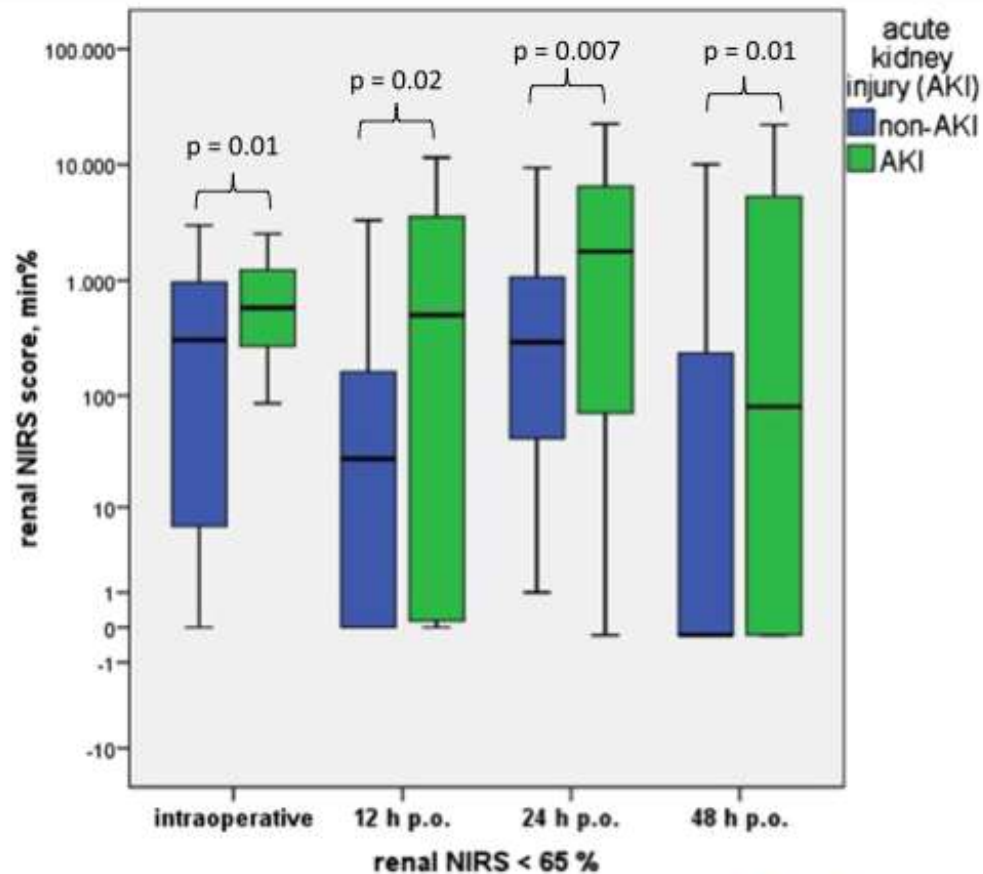 acute
kidney
injury (AKI)
non-AKI
AKI
p = 0.01
p = 0.02
p = 0.007
p = 0.01
renal NIRS score, min%
100.000
10.000
1.000
100
10
1
0
-1
-10
intraoperative
12 h p.o.
24 h p.o.
48 h p.o.
renal NIRS < 65 %